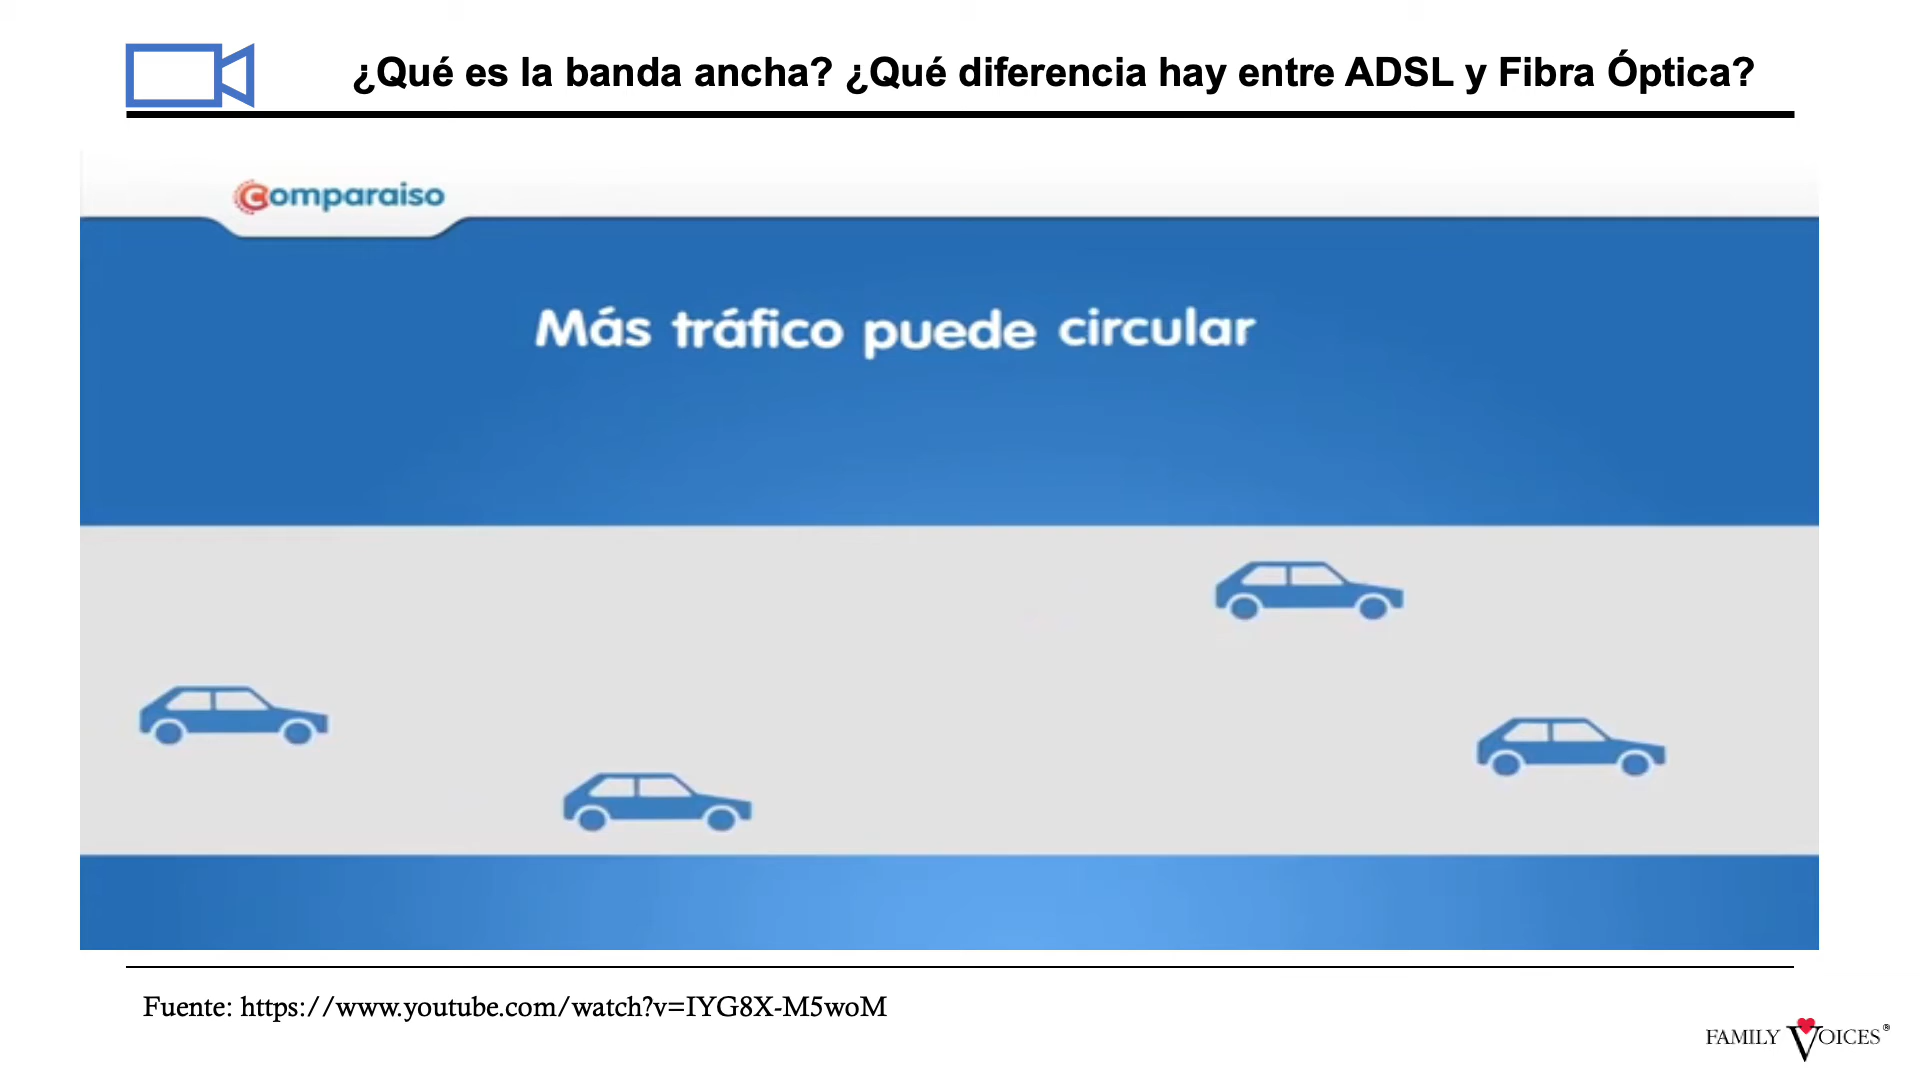 ¿Qué es la banda ancha? ¿Qué diferencia hay entre ADSL y Fibra Óptica?
comparaiso
Más tráfico puede circular
Fuente: https://www.youtube.com/watch?v=IYG8X-M5woM
FAMILY VOICES®